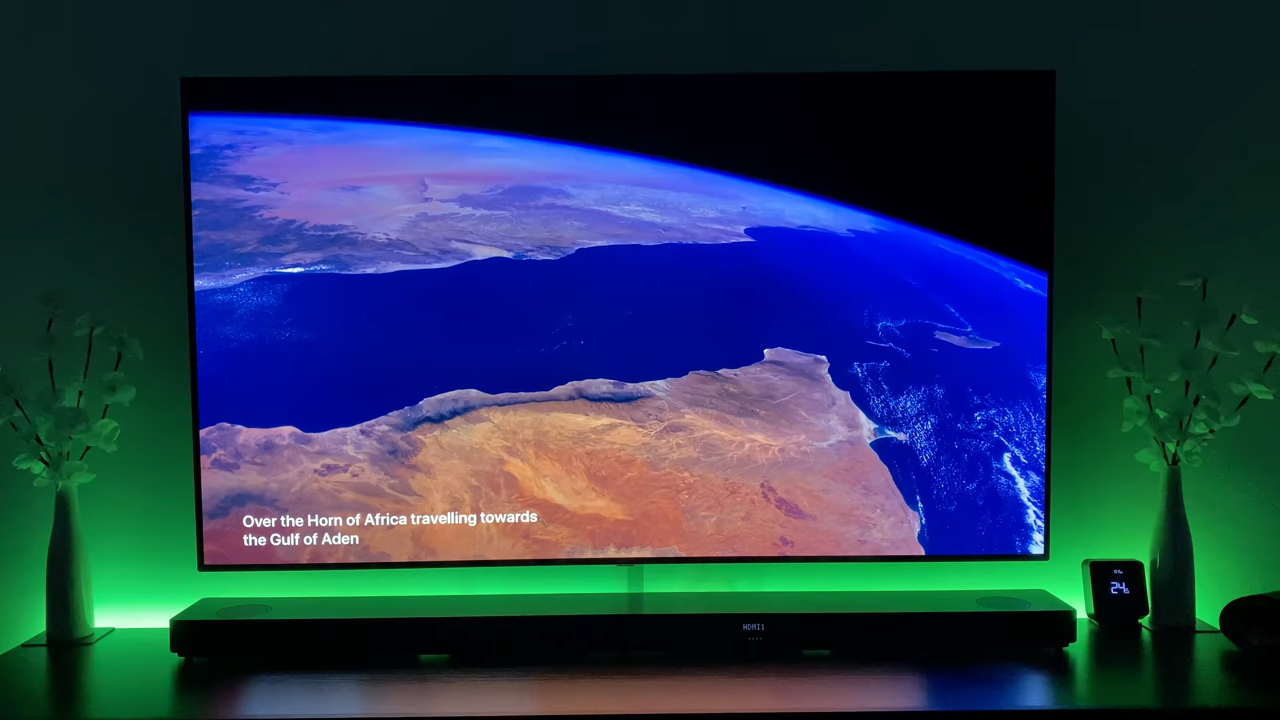 Over the Horn of Africa travelling towards
the Gulf of Aden
HDMI1
24